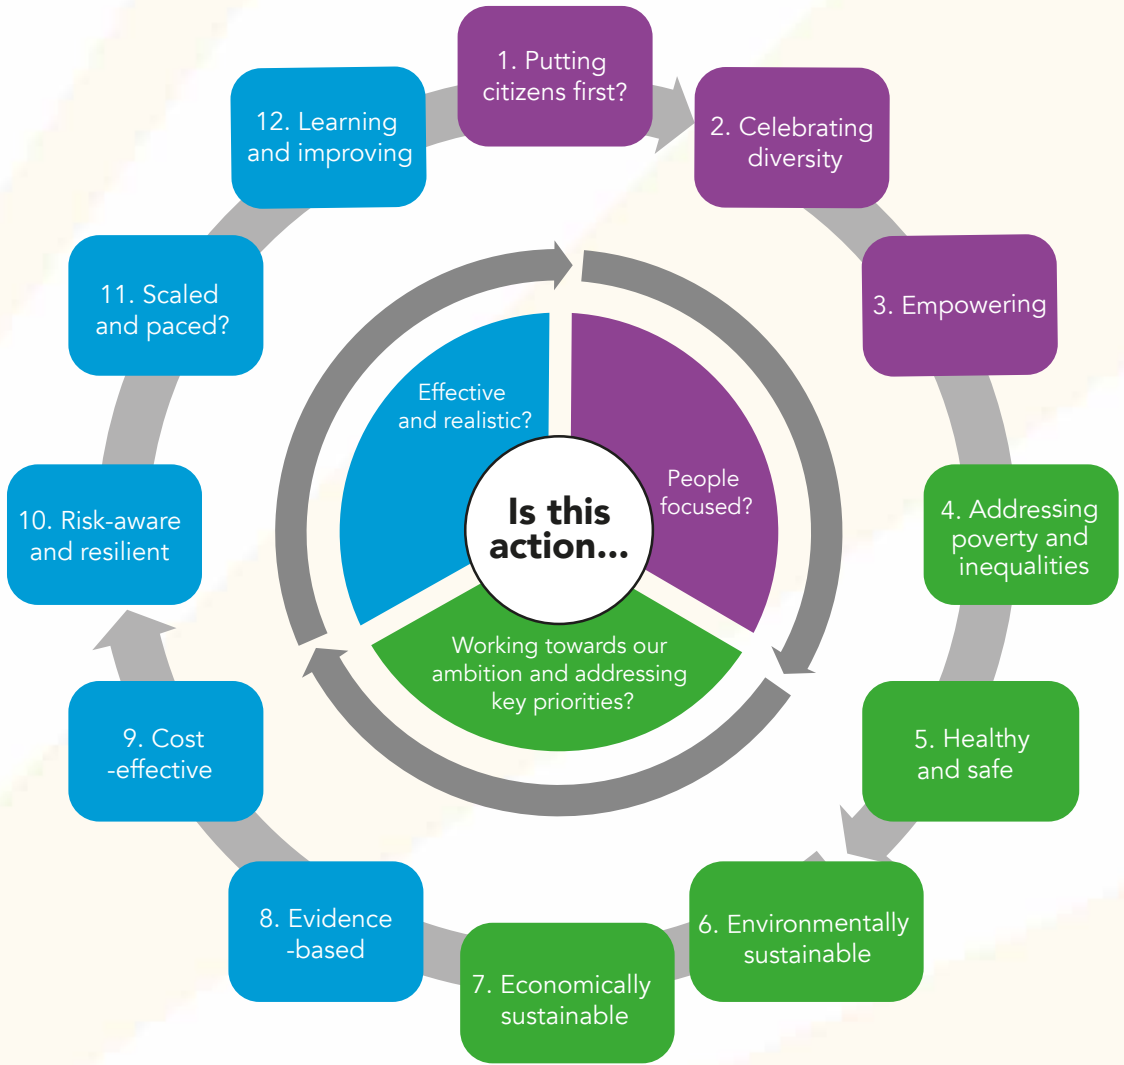 1. Putting
citizens first?
2. Celebrating
diversity
3. Empowering
4. Addressing
poverty and
inequalities
5. Healthy
and safe
6. Environmentally
sustainable
7. Economically
sustainable
8. Evidence
-based
9. Cost
-effective
10. Risk-aware
and resilient
11. Scaled
and paced?
12. Learning
and improving
Effective
and realistic?
People
focused?
Is this
action...
Working towards our
ambition and addressing
key priorities?